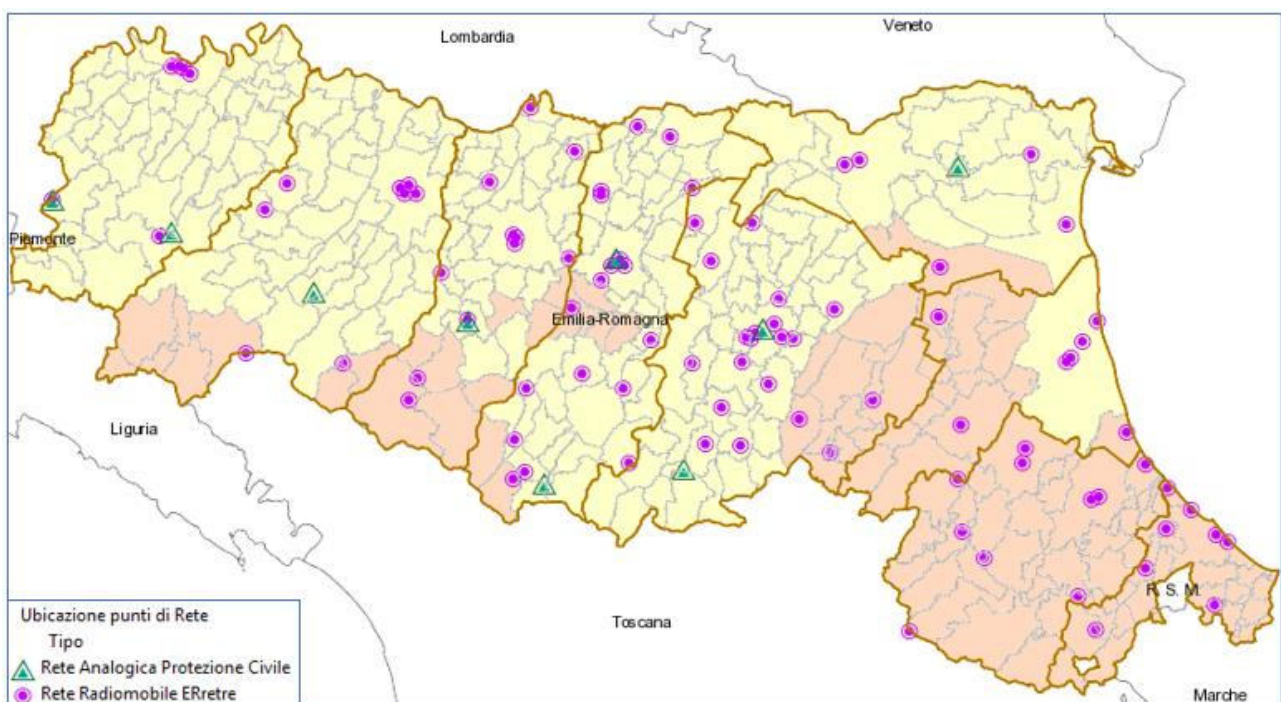 Veneto
Lombardia
Piemonte
Emilia-Romagna
Liguria
R. S. M.
Toscana
Marche
Ubicazione punti di Rete
Tipo
Rete Analogica Protezione Civile
Rete Radiomobile ERretre